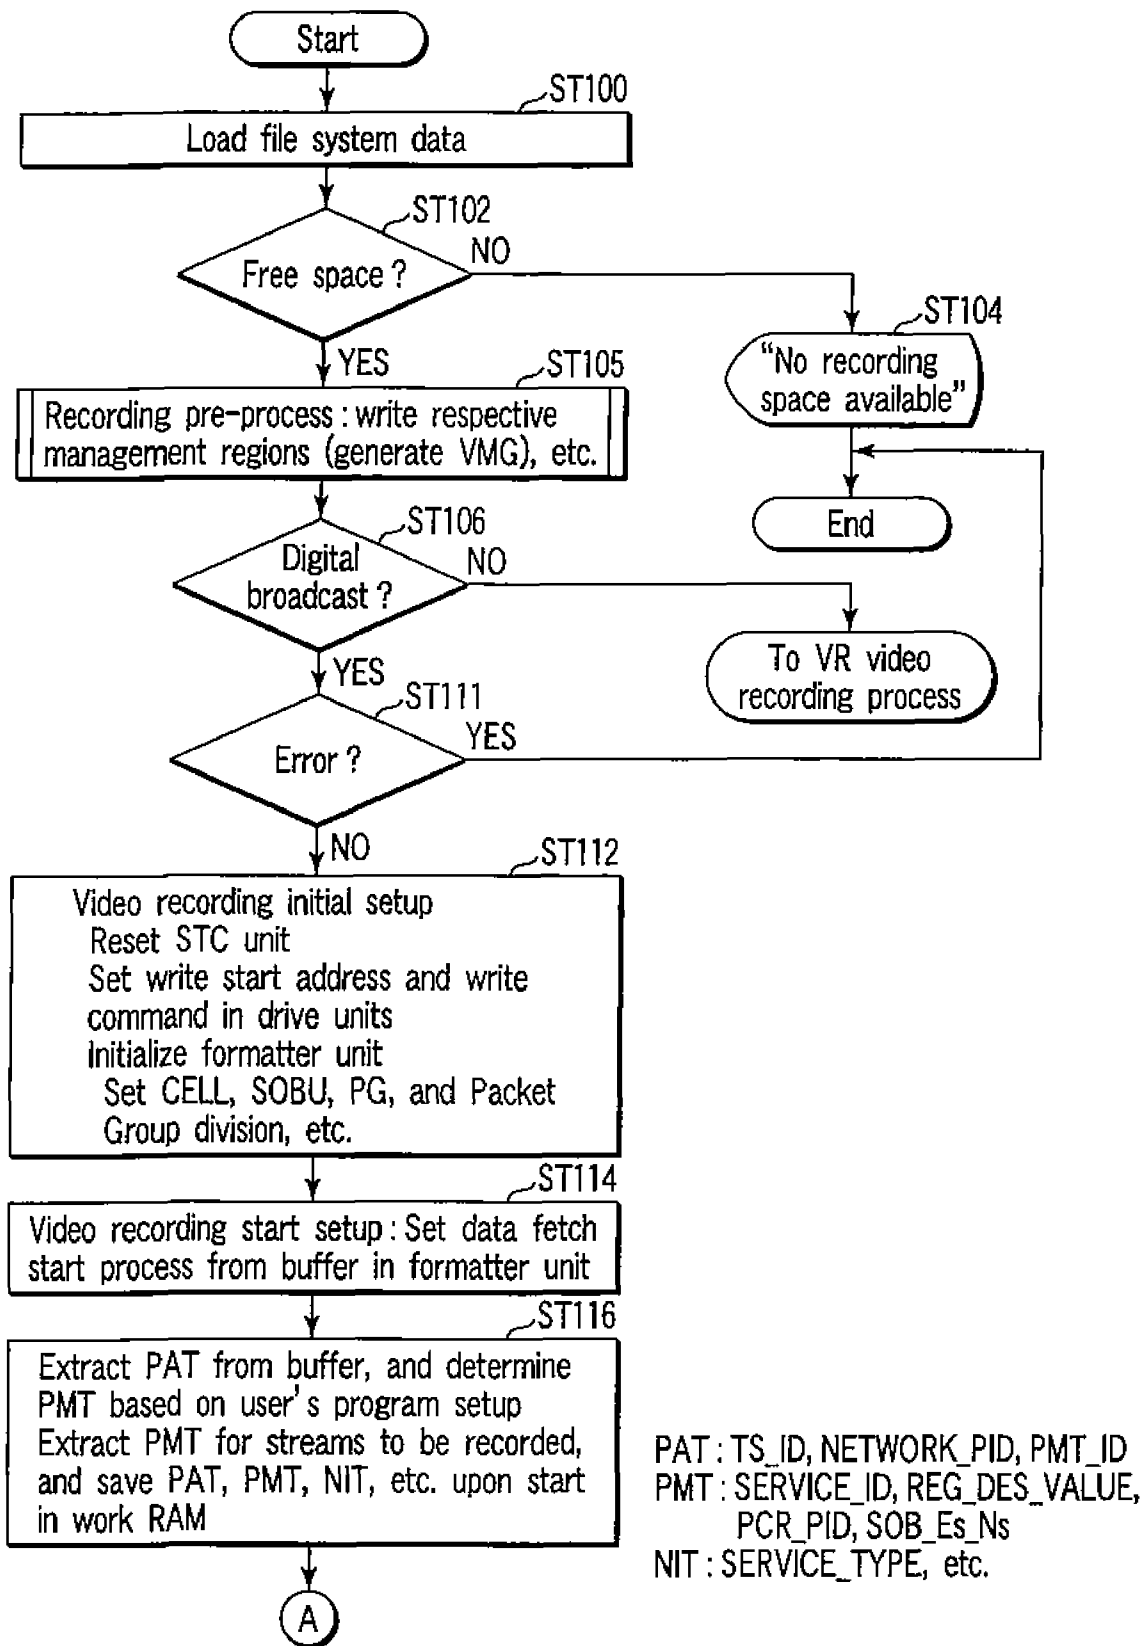 Start
ST100
Load file system data
ST102
Free space ?
NO
YES
ST104
"No recording
space available"
ST105
Recording pre-process : write respective
management regions (generate VMG), etc.
End
ST106
Digital
broadcast ?
NO
YES
To VR video
recording process
ST111
Error ?
YES
NO
ST112
Video recording initial setup
Reset STC unit
Set write start address and write
command in drive units
Initialize formatter unit
Set CELL, SOBU, PG, and Packet
Group division, etc.
ST114
Video recording start setup : Set data fetch
start process from buffer in formatter unit
ST116
Extract PAT from buffer, and determine
PMT based on user's program setup
Extract PMT for streams to be recorded,
and save PAT, PMT, NIT, etc. upon start
in work RAM
PAT : TS_ID, NETWORK_PID, PMT_ID
PMT : SERVICE_ID, REG_DES_VALUE,
PCR_PID, SOB_Es_Ns
NIT : SERVICE_TYPE, etc.
A